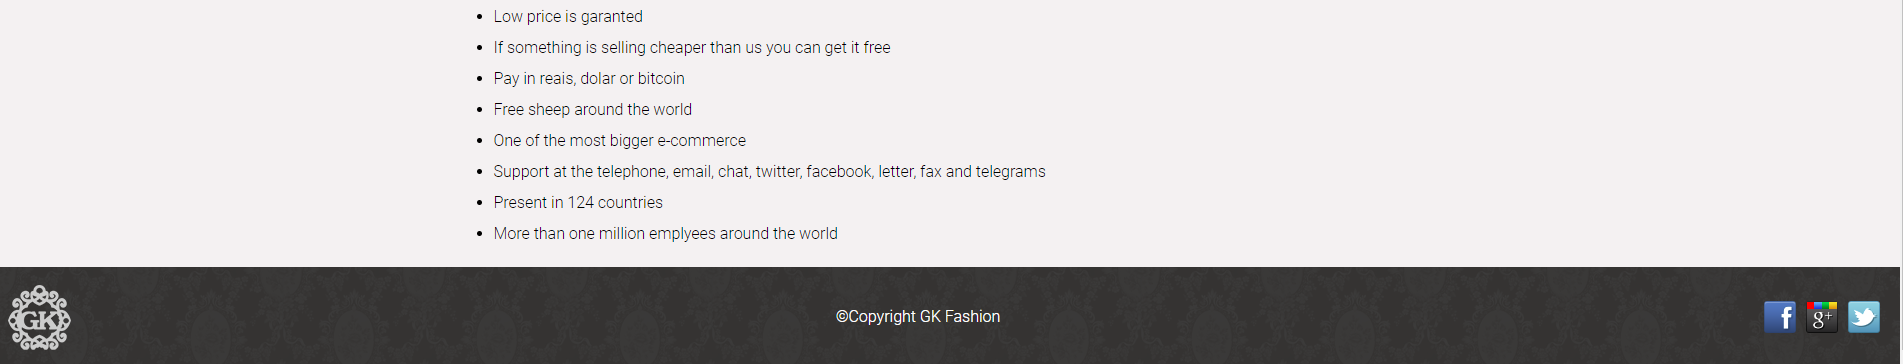 Low price is garanted
If something is selling cheaper than us you can get it free
Pay in reais, dolar or bitcoin
Free sheep around the world
One of the most bigger e-commerce
Support at the telephone, email, chat, twitter, facebook, letter, fax and telegrams
Present in 124 countries
More than one million emplyees around the world
GK
©Copyright GK Fashion
f
g+